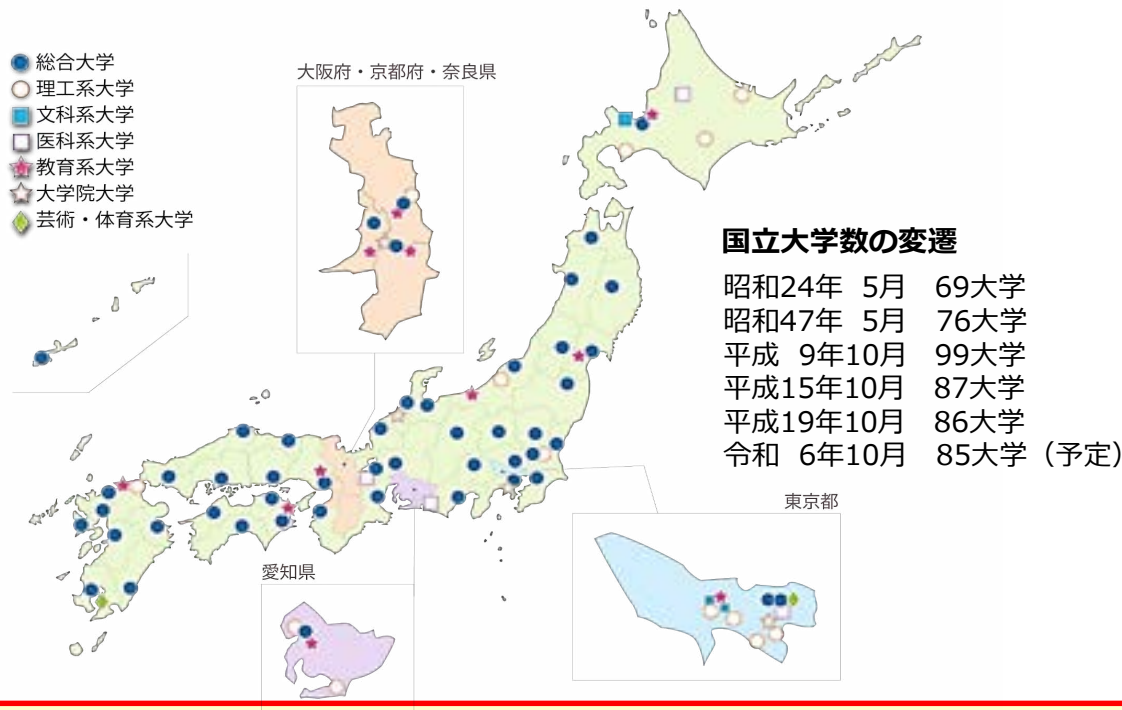 総合大学
理工系大学
文科系大学
医科系大学
教育系大学
大学院大学
芸術・体育系大学
大阪府・京都府・奈良県
国立大学数の変遷
昭和24年 5月 69大学
昭和47年 5月 76大学
平成 9年10月 99大学
平成15年10月 87大学
平成19年10月 86大学
令和 6年10月 85大学（予定）
東京都
愛知県